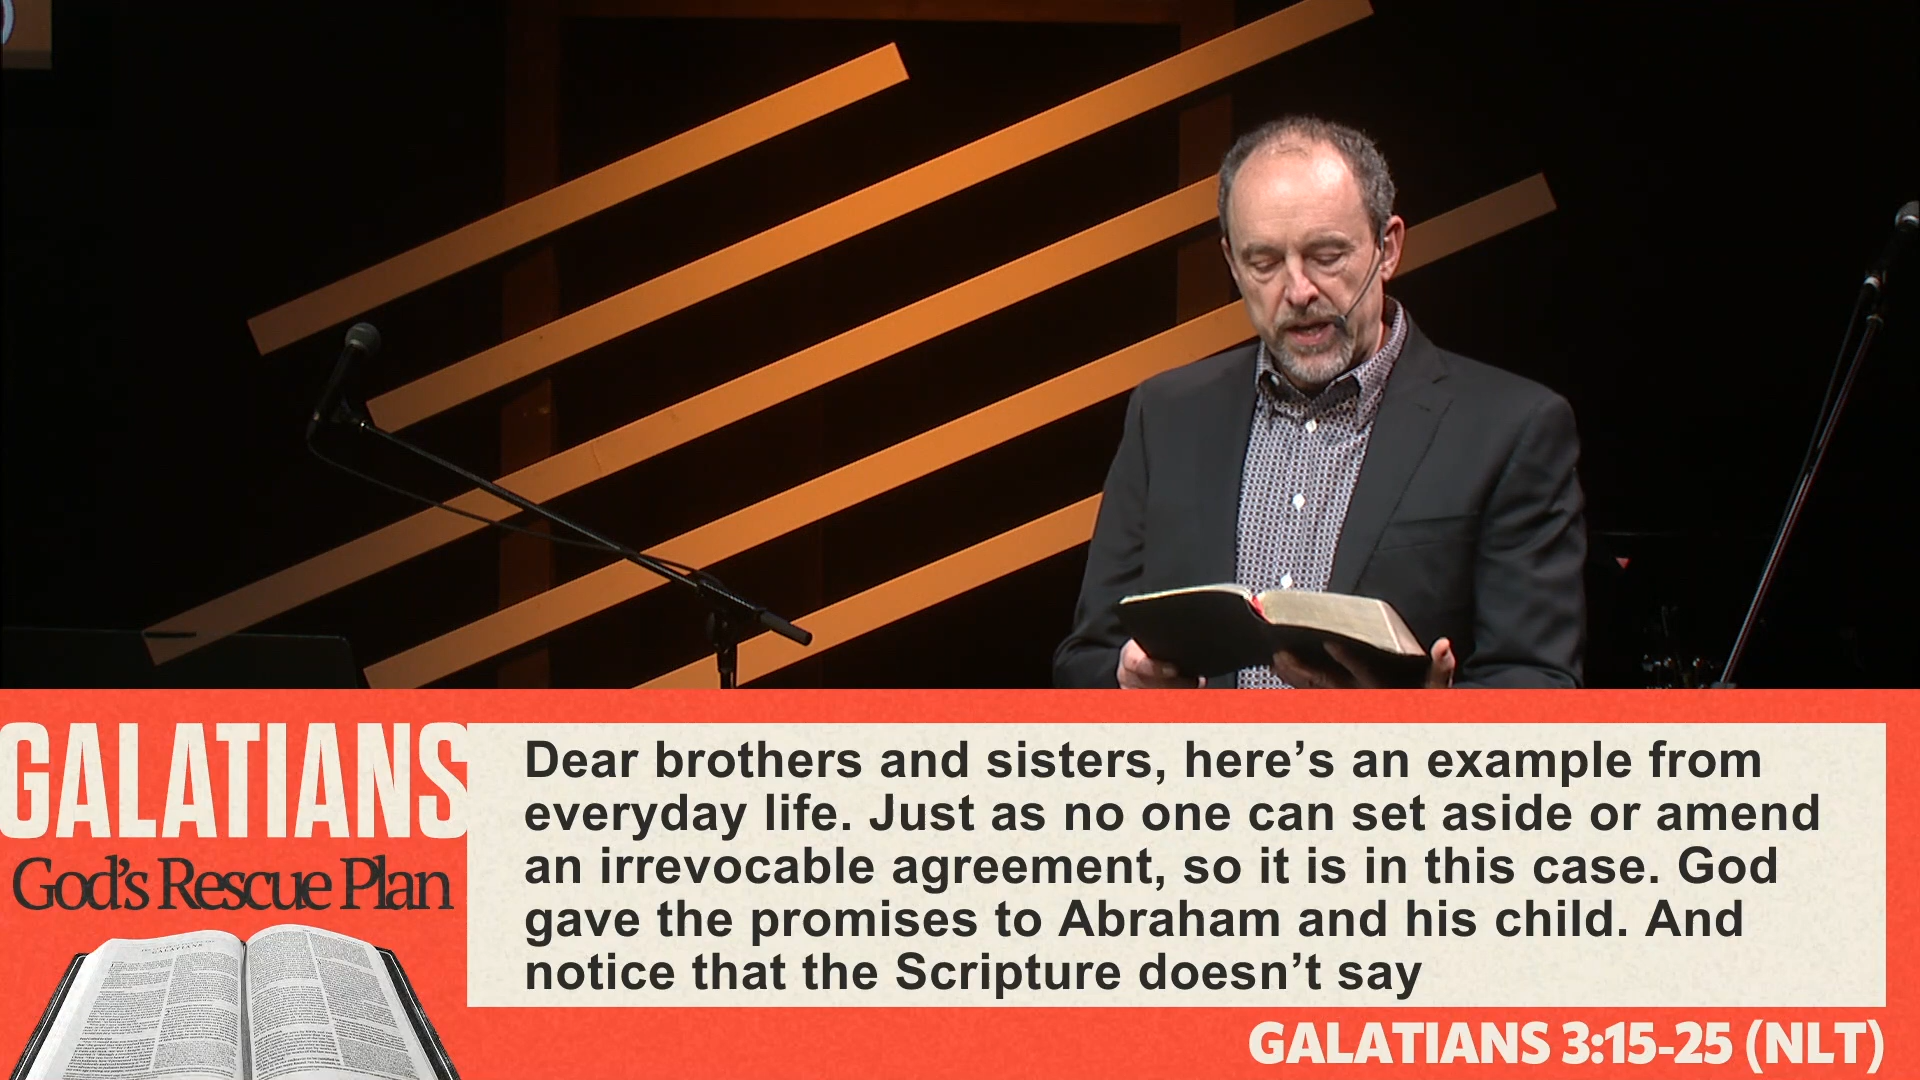 GALATIANS
God's Rescue Plan
Dear brothers and sisters, here’s an example from
everyday life. Just as no one can set aside or amend
an irrevocable agreement, so it is in this case. God
gave the promises to Abraham and his child. And
notice that the Scripture doesn’t say
GALATIANS 3:15-25 (NLT)